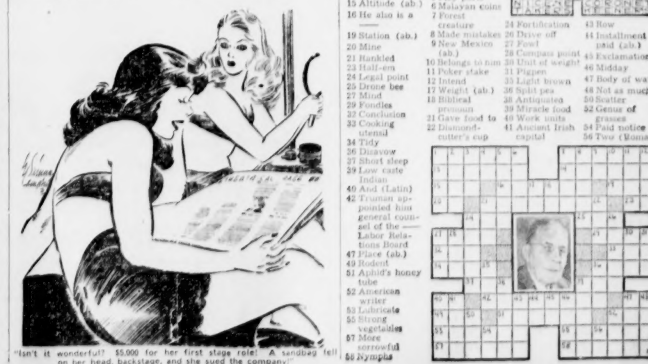 "Isn't it wonderful? $5,000 for her first stage role! A sandbag fell
on her head, backstage, and she sued the company!"
15 Altitude (ab.)
16 He also is a
——
19 Station (ab.)
20 Mine
21 Rankled
23 Half-em
24 Legal point
25 Drone bee
27 Mind
29 Fondles
32 Conclusion
33 Cooking
utensil
34 Tidy
36 Disavow
37 Short sleep
39 Low caste
Indian
40 And (Latin)
42 Truman ap-
pointed him
general coun-
sel of the ——
Labor Rela-
tions Board
47 Place (ab.)
49 Rodent
51 Aphid's honey
tube
52 American
writer
53 Lubricate
55 Strong
vegetables
57 More
sorrowful
58 Nymphs
6 Malayan coins
7 Forest
creature
8 Made mistakes
9 New Mexico
(ab.)
10 Belongs to him
11 Poker stake
12 Intend
17 Weight (ab.)
18 Biblical
pronoun
21 Gave food to
22 Diamond-
cutter's cup
24 Fortification
26 Drive off
27 Fowl
28 Compass point
30 Unit of weight
31 Pigpen
35 Light brown
36 Split pea
38 Antiquated
39 Miracle food
40 Work units
41 Ancient Irish
capital
43 Row
44 Installment
paid (ab.)
45 Exclamation
46 Midday
47 Body of wa
48 Not as muc
50 Scatter
52 Genus of
grasses
54 Paid notice
56 Two (Roma